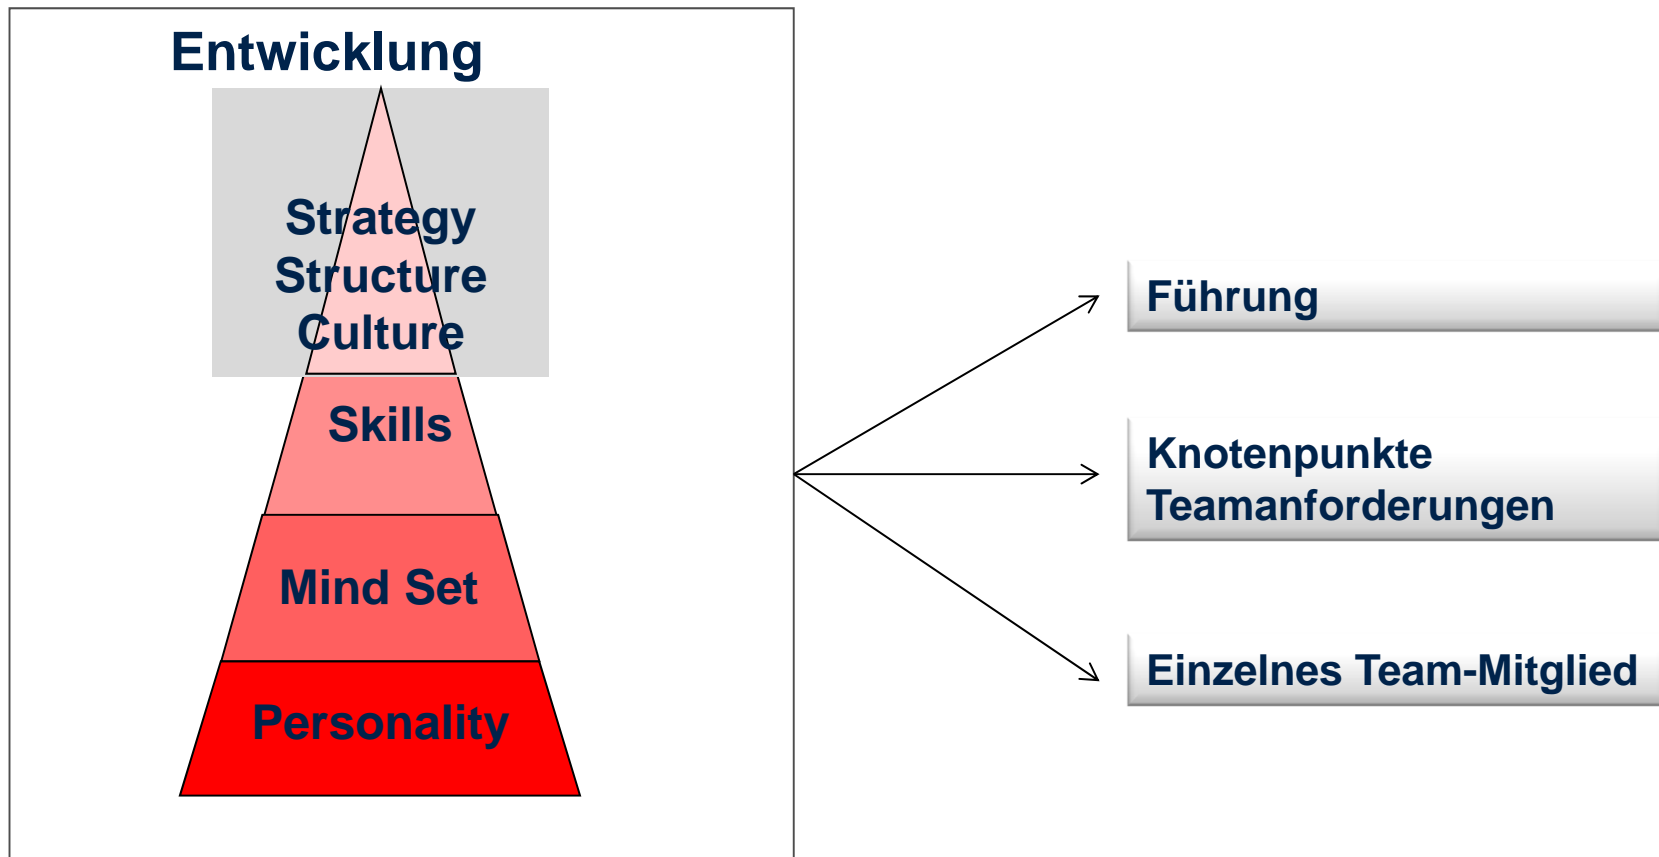 Entwicklung
Strategy
Structure
Culture
Skills
Mind Set
Personality
Führung
Knotenpunkte
Teamanforderungen
Einzelnes Team-Mitglied